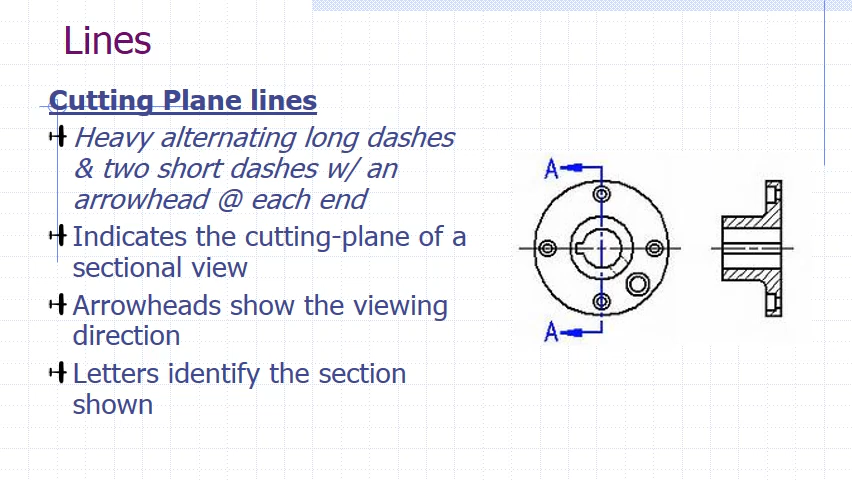 Lines
Cutting Plane lines
Heavy alternating long dashes
& two short dashes w/ an
arrowhead @ each end
Indicates the cutting-plane of a
sectional view
Arrowheads show the viewing
direction
Letters identify the section
shown
A
A